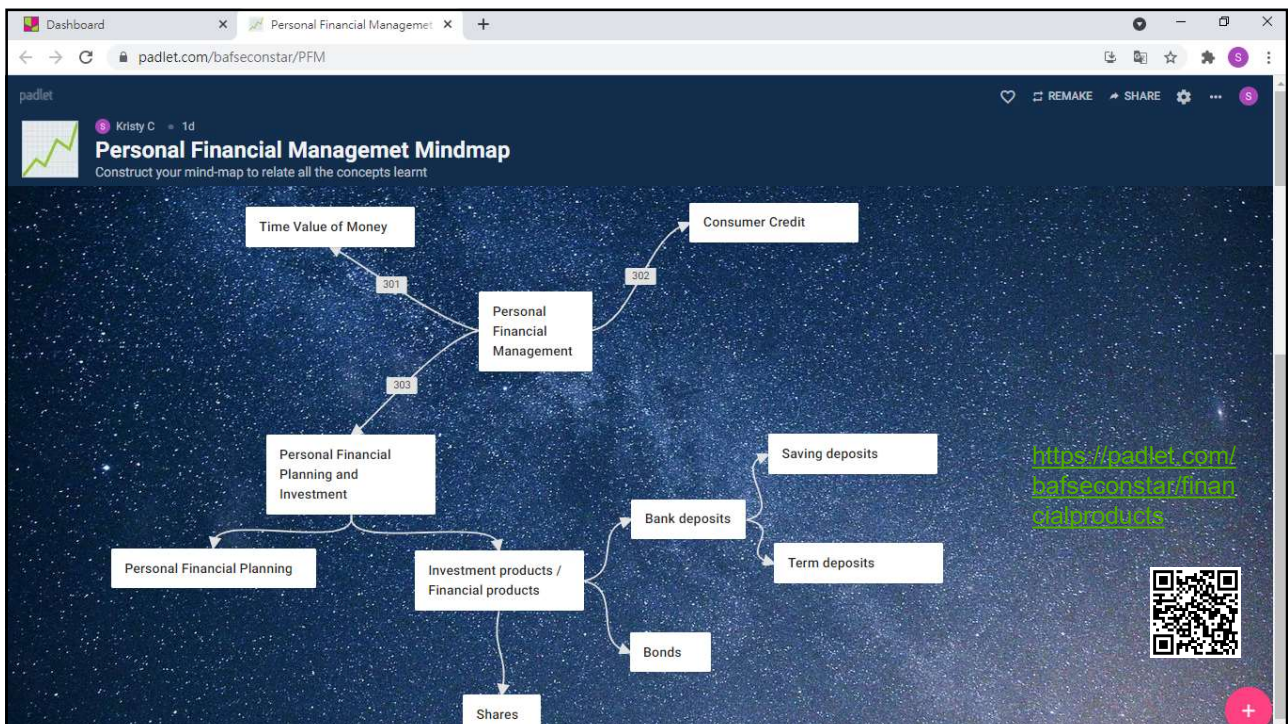 Dashboard
Personal Financial Managemet
padlet.com/bafseconstar/PFM
S
padlet
REMAKE
SHARE
S
S Kristy C • 1d
Personal Financial Managemet Mindmap
Construct your mind-map to relate all the concepts learnt
Time Value of Money
Consumer Credit
301
302
Personal
Financial
Management
303
Personal Financial
Planning and
Investment
Saving deposits
https://padlet.com/
bafseconstar/finan
cialproducts
Bank deposits
Personal Financial Planning
Investment products /
Financial products
Term deposits
Bonds
Shares